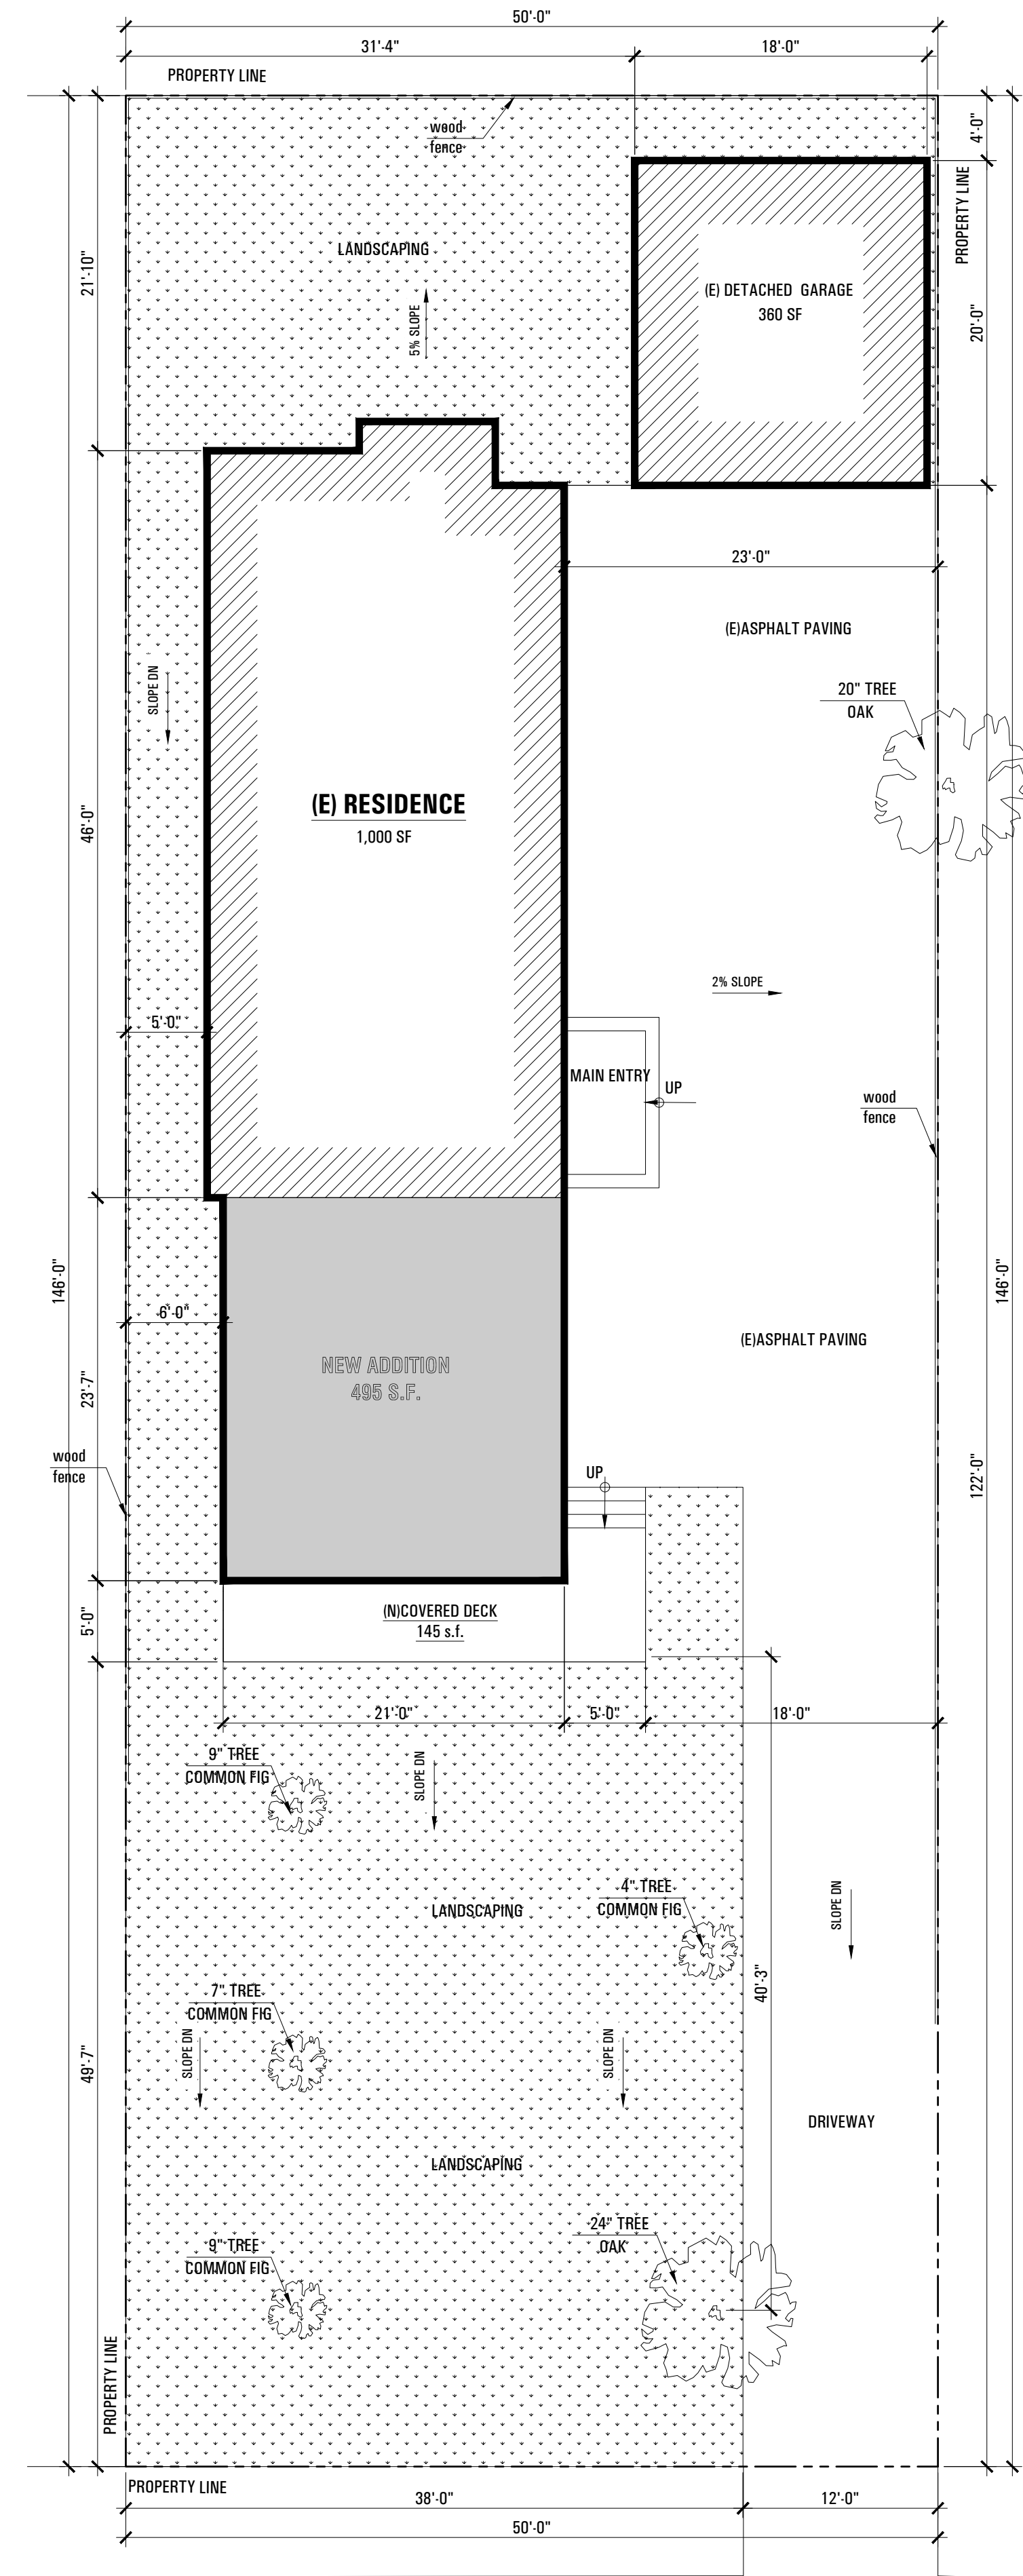 50'-0"
31'-4"
18'-0"
PROPERTY LINE
wood
fence
4'-0"
PROPERTY LINE
LANDSCAPING
21'-10"
(E) DETACHED GARAGE
360 SF
5% SLOPE
20'-0"
23'-0"
(E)ASPHALT PAVING
SLOPE DN
20" TREE
OAK
46'-0"
(E) RESIDENCE
1,000 SF
2% SLOPE
5'-0"
MAIN ENTRY
UP
wood
fence
146'-0"
146'-0"
6'-0"
(E)ASPHALT PAVING
NEW ADDITION
495 S.F.
23'-7"
wood
fence
UP
122'-0"
5'-0"
(N)COVERED DECK
145 s.f.
21'-0"
5'-0"
18'-0"
9" TREE
COMMON FIG
SLOPE DN
4" TREE
COMMON FIG
LANDSCAPING
SLOPE DN
40'-3"
7" TREE
COMMON FIG
SLOPE DN
SLOPE DN
49'-7"
DRIVEWAY
LANDSCAPING
24" TREE
OAK
9" TREE
COMMON FIG
PROPERTY LINE
PROPERTY LINE
38'-0"
12'-0"
50'-0"